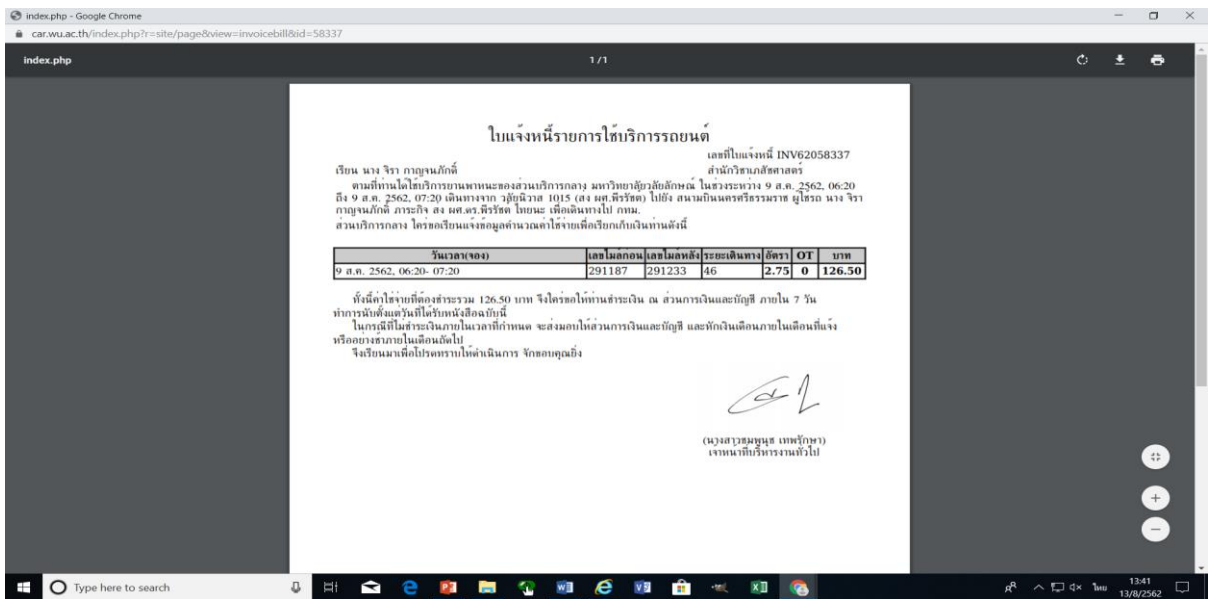 index.php - Google Chrome
car.wu.ac.th/index.php?r=site/page&view=invoicebill&id=58337
index.php
1 / 1
ใบแจ้งหนี้รายการใช้บริการรถยนต์
เลขที่ใบแจ้งหนี้ INV62058337
เรียน นาง จิรา กาญจนภักดิ์ สำนักวิชาเภสัชศาสตร์
ตามที่ท่านได้ใช้บริการยานพาหนะของส่วนบริการกลาง มหาวิทยาลัยวลัยลักษณ์ ในช่วงระหว่าง 9 ส.ค. 2562, 06:20
ถึง 9 ส.ค. 2562, 07:20 เดินทางจาก วลัยนิวาส 1015 (ส่ง ผศ.พีรรัชต) ไปยัง สนามบินนครศรีธรรมราช ผู้ใช้รถ นาง จิรา
กาญจนภักดิ์ ภาระกิจ ส่ง ผศ.ดร.พีรรัชต ไทยนะ เพื่อเดินทางไป กทม.
ส่วนบริการกลาง ใคร่ขอเรียนแจ้งข้อมูลคำนวณค่าใช้จ่ายเพื่อเรียกเก็บเงินท่านดังนี้
วันเวลา(จอง) เลขไมล์ก่อน เลขไมล์หลัง ระยะเดินทาง อัตรา OT บาท
9 ส.ค. 2562, 06:20- 07:20 291187 291233 46 2.75 0 126.50
ทั้งนี้ค่าใช้จ่ายที่ต้องชำระรวม 126.50 บาท จึงใคร่ขอให้ท่านชำระเงิน ณ ส่วนการเงินและบัญชี ภายใน 7 วัน
ทำการนับตั้งแต่วันที่ได้รับหนังสือฉบับนี้
ในกรณีที่ไม่ชำระเงินภายในเวลาที่กำหนด จะส่งมอบให้ส่วนการเงินและบัญชี และหักเงินเดือนภายในเดือนที่แจ้ง
หรืออย่างช้าภายในเดือนถัดไป
จึงเรียนมาเพื่อโปรดทราบให้ดำเนินการ จักขอบคุณยิ่ง
(นางสาวชมพูนุช เทพรักษา)
เจ้าหน้าที่บริหารงานทั่วไป
Type here to search
ไทย
13:41
13/8/2562